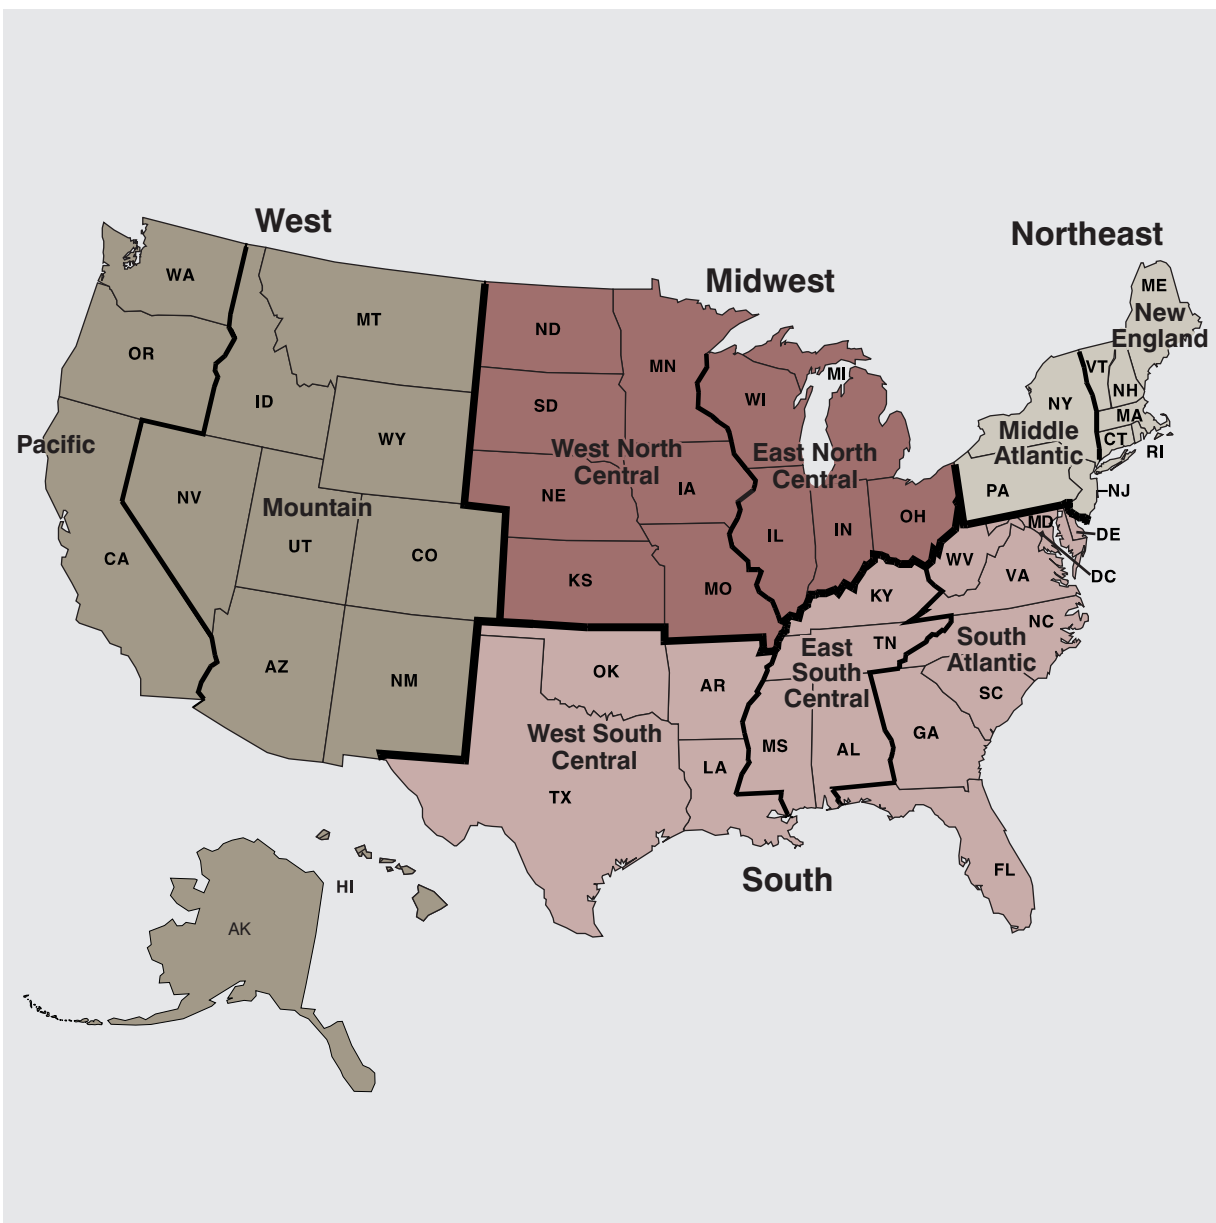 West
Northeast
Midwest
WA
ME
MT
New
England
ND
OR
MN
VT
MI
NH
ID
SD
WI
NY
MA
WY
Middle
Atlantic
CT
RI
Pacific
West North
Central
East North
Central
NV
NE
IA
PA
NJ
Mountain
OH
MD
IN
IL
DE
UT
CO
CA
WV
VA
DC
KS
MO
KY
NC
TN
South
Atlantic
East
South
Central
AZ
NM
OK
AR
SC
West South
Central
MS
AL
GA
LA
TX
South
FL
HI
AK